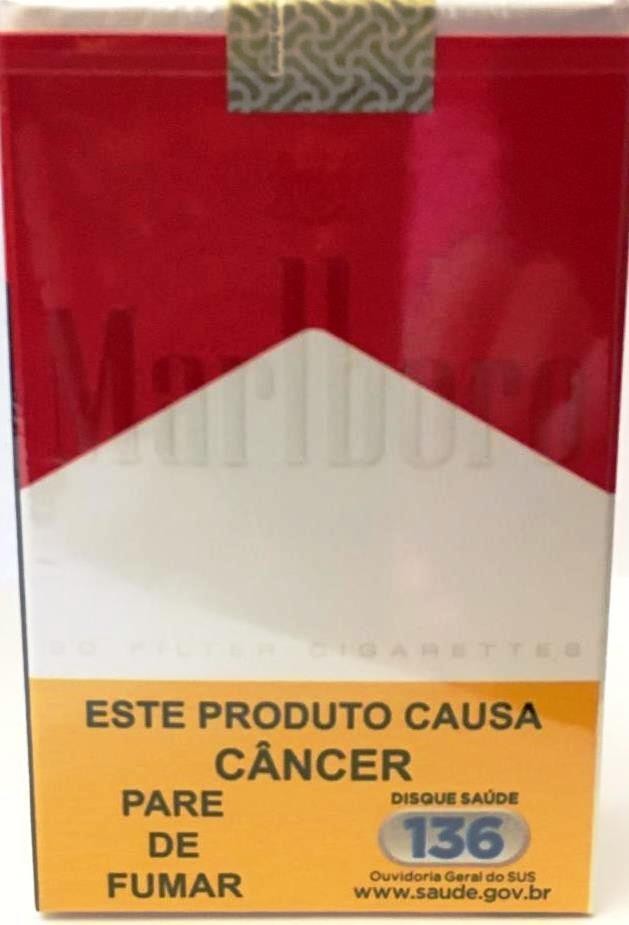 Marlboro
20 FILTER CIGARETTES
ESTE PRODUTO CAUSA
CÂNCER
PARE
DE
FUMAR
DISQUE SAÚDE
136
Ouvidoria Geral do SUS
www.saude.gov.br